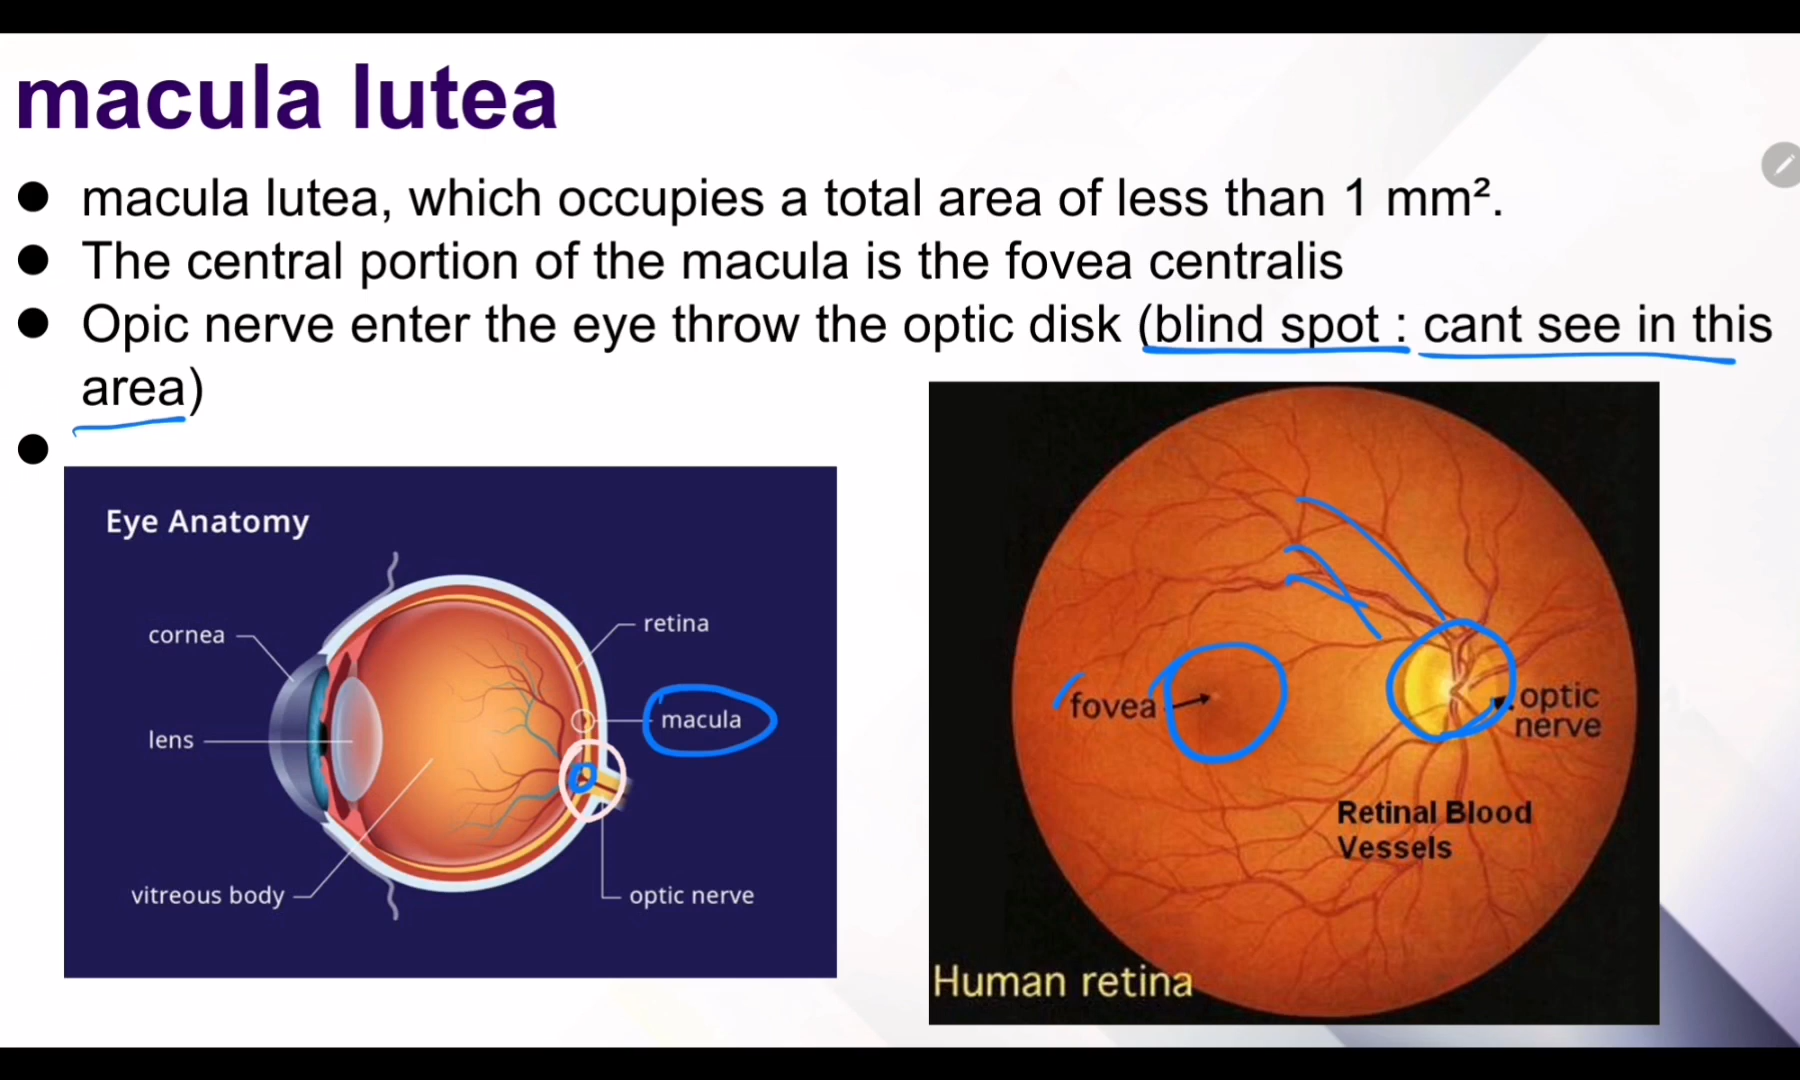 macula lutea
● macula lutea, which occupies a total area of less than 1 mm².
● The central portion of the macula is the fovea centralis
● Opic nerve enter the eye throw the optic disk (blind spot : cant see in this
area)
●
Eye Anatomy
cornea
retina
macula
lens
vitreous body
optic nerve
fovea
optic
nerve
Retinal Blood
Vessels
Human retina